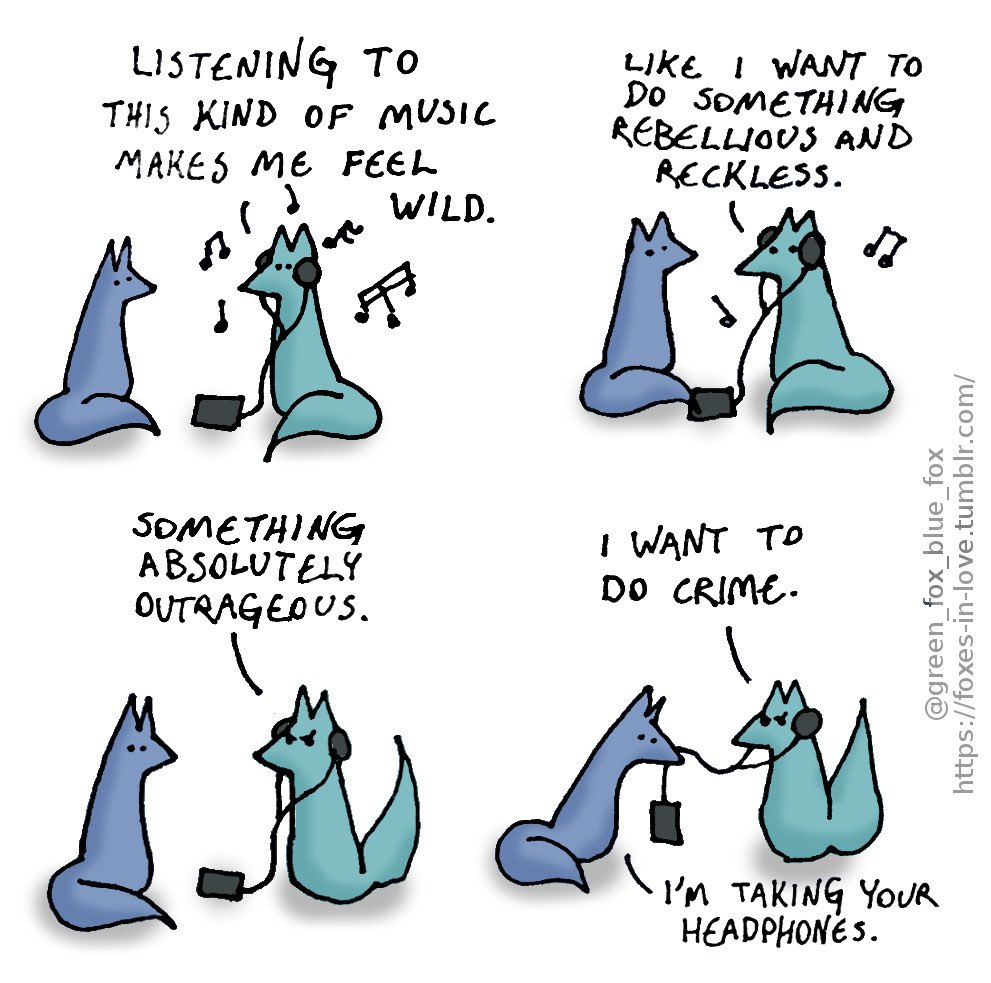 LISTENING TO
THIS KIND OF MUSIC
MAKES ME FEEL
WILD.
LIKE I WANT TO
DO SOMETHING
REBELLIOUS AND
RECKLESS.
SOMETHING
ABSOLUTELY
OUTRAGEOUS.
I WANT TO
DO CRIME.
I'M TAKING YOUR
HEADPHONES.
@green_fox_blue_fox
https://foxes-in-love.tumblr.com/